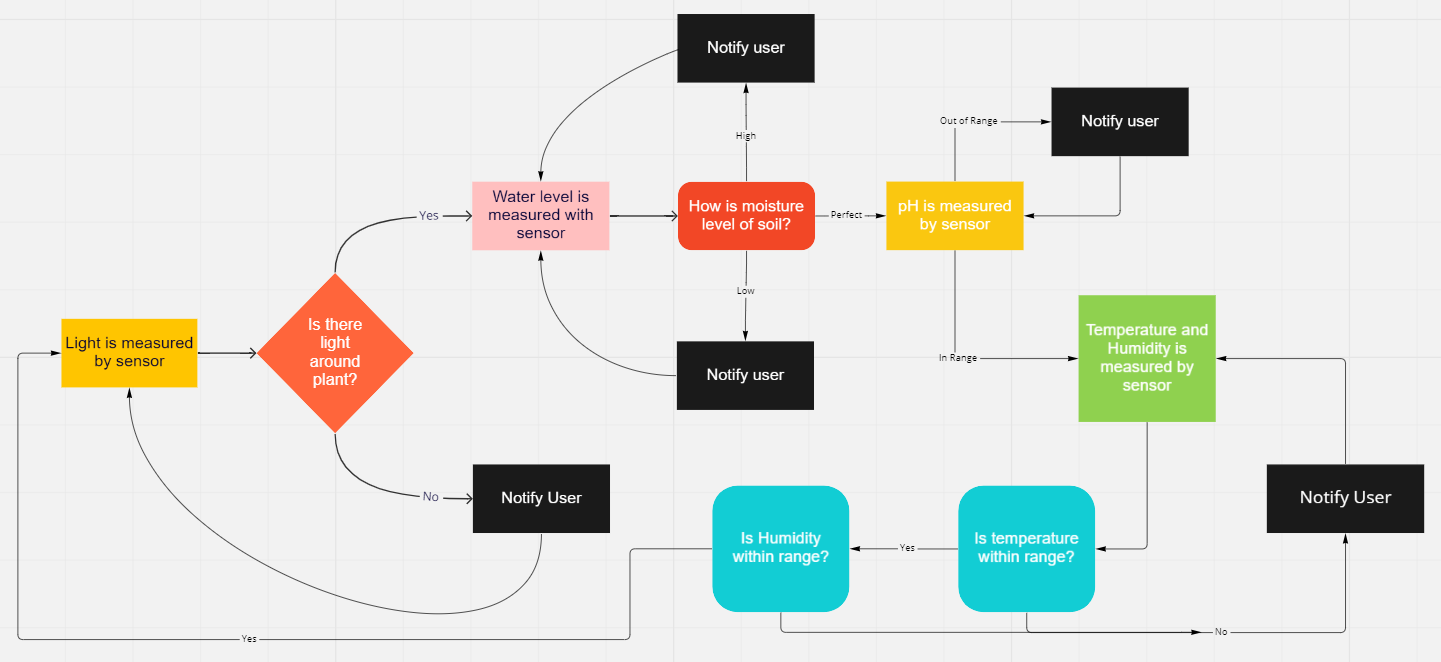 Notify user
High
Out of Range
Notify user
Water level is
measured with
sensor
Yes
How is moisture
level of soil?
Perfect
pH is measured
by sensor
Low
Is there
light
around
plant?
Light is measured
by sensor
Notify user
In Range
Temperature and
Humidity is
measured by
sensor
No
Notify User
Is Humidity
within range?
Yes
Is temperature
within range?
Notify User
Yes
No